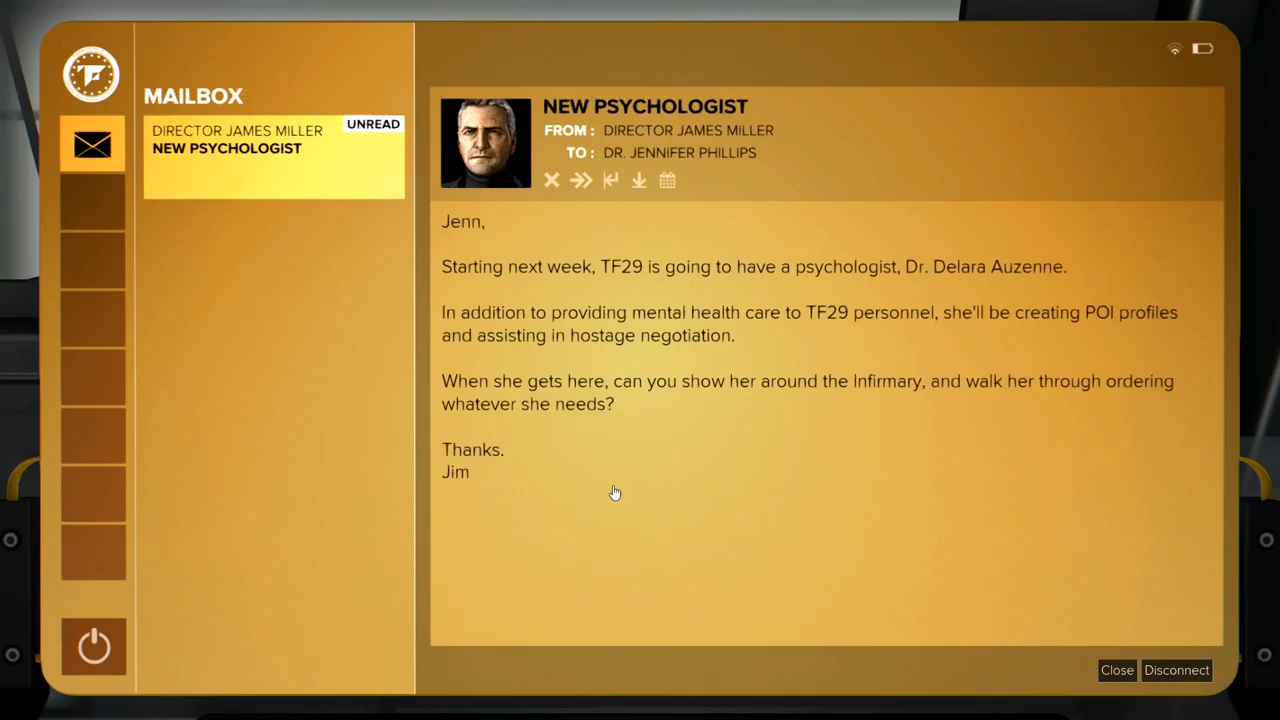 MAILBOX
DIRECTOR JAMES MILLER
UNREAD
NEW PSYCHOLOGIST
NEW PSYCHOLOGIST
FROM : DIRECTOR JAMES MILLER
TO : DR. JENNIFER PHILLIPS
Jenn,
Starting next week, TF29 is going to have a psychologist, Dr. Delara Auzenne.
In addition to providing mental health care to TF29 personnel, she'll be creating POI profiles
and assisting in hostage negotiation.
When she gets here, can you show her around the Infirmary, and walk her through ordering
whatever she needs?
Thanks.
Jim
Close
Disconnect